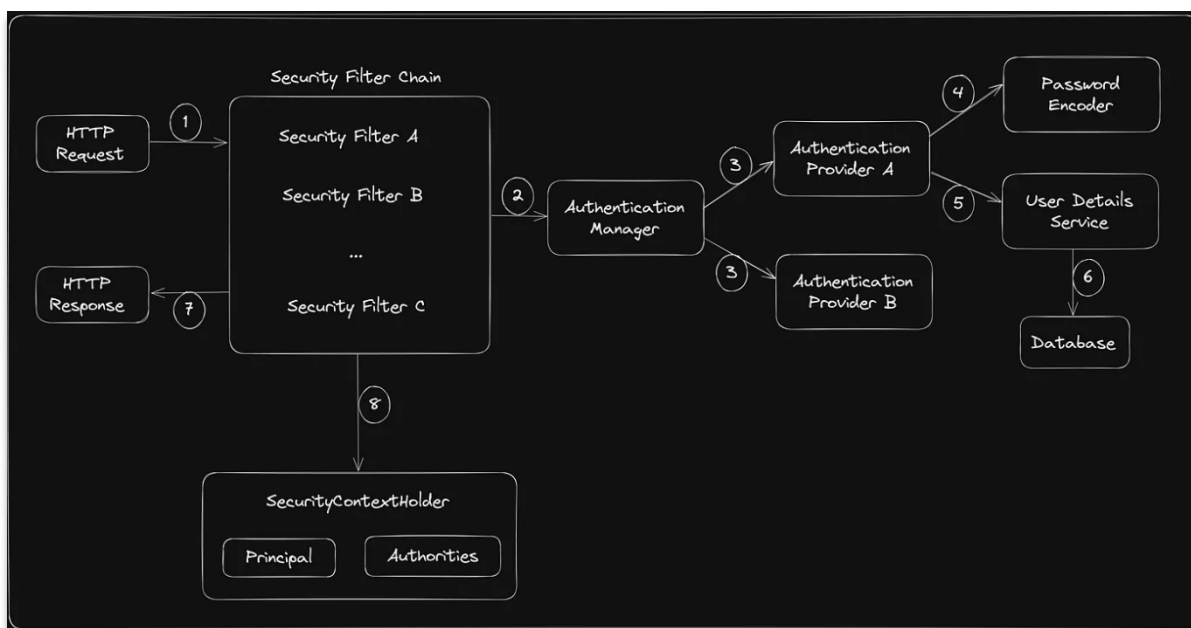 Security Filter Chain
HTTP
Request
1
Security Filter A
Security Filter B
...
Security Filter C
2
Authentication
Manager
3
3
Authentication
Provider A
Authentication
Provider B
4
Password
Encoder
5
User Details
Service
6
Database
HTTP
Response
7
8
SecurityContextHolder
Principal
Authorities